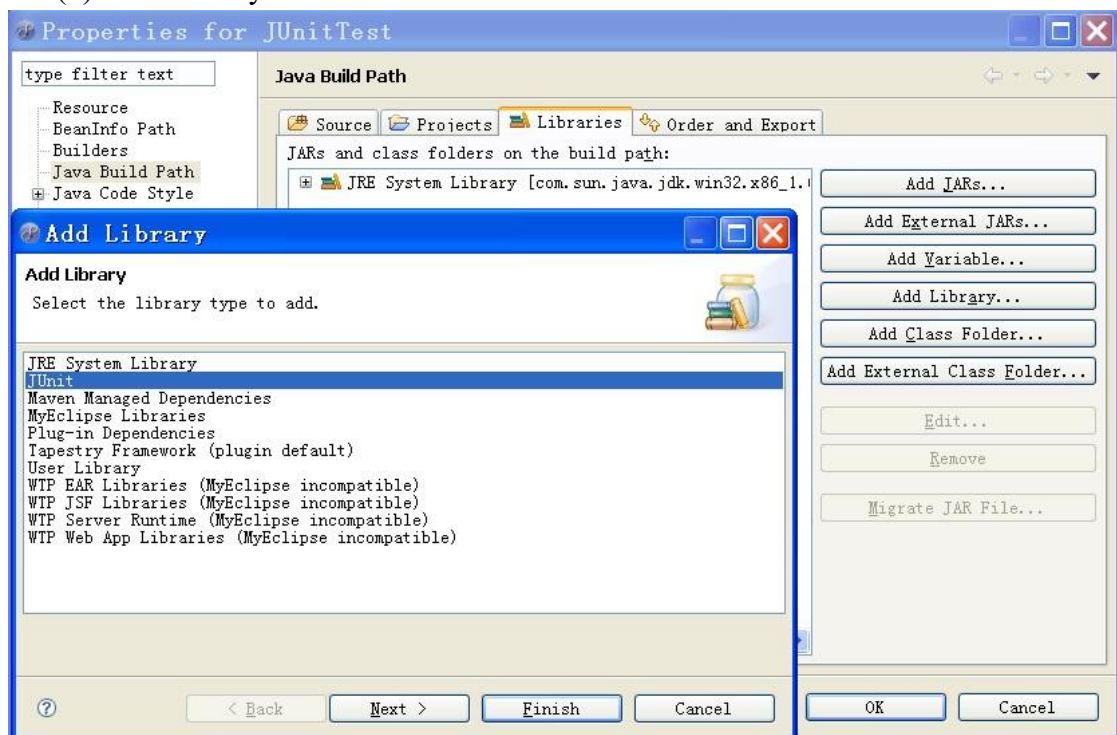 Properties for JUnitTest
type filter text
Java Build Path
Resource
BeanInfo Path
Builders
Java Build Path
Java Code Style
Source Projects Libraries Order and Export
JARs and class folders on the build path:
JRE System Library [com.sun.java.jdk.win32.x86_1.
Add JARs...
Add External JARs...
Add Variable...
Add Library...
Add Class Folder...
Add External Class Folder...
Edit...
Remove
Migrate JAR File...
Add Library
Add Library
Select the library type to add.
JRE System Library
JUnit
Maven Managed Dependencies
MyEclipse Libraries
Plug-in Dependencies
Tapestry Framework (plugin default)
User Library
WTP EAR Libraries (MyEclipse incompatible)
WTP JSF Libraries (MyEclipse incompatible)
WTP Server Runtime (MyEclipse incompatible)
WTP Web App Libraries (MyEclipse incompatible)
< Back Next > Finish Cancel
OK Cancel